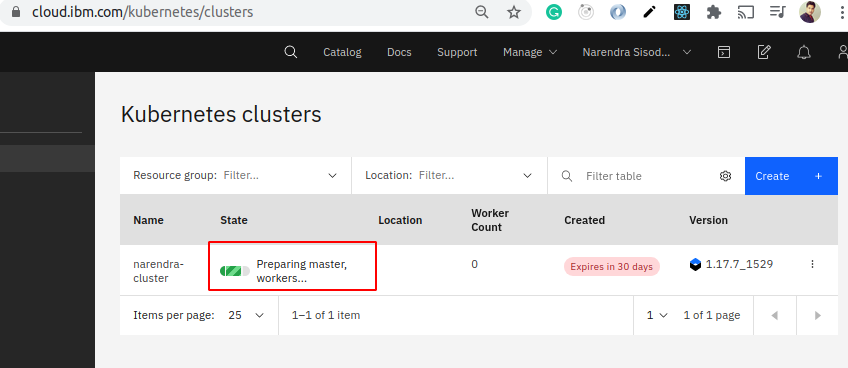 cloud.ibm.com/kubernetes/clusters
Catalog Docs Support Manage Narendra Sisod...
Kubernetes clusters
Resource group: Filter... Location: Filter... Filter table Create +
Name State Location Worker Count Created Version
narendra-cluster Preparing master, workers... 0 Expires in 30 days 1.17.7_1529
Items per page: 25 1–1 of 1 item 1 1 of 1 page